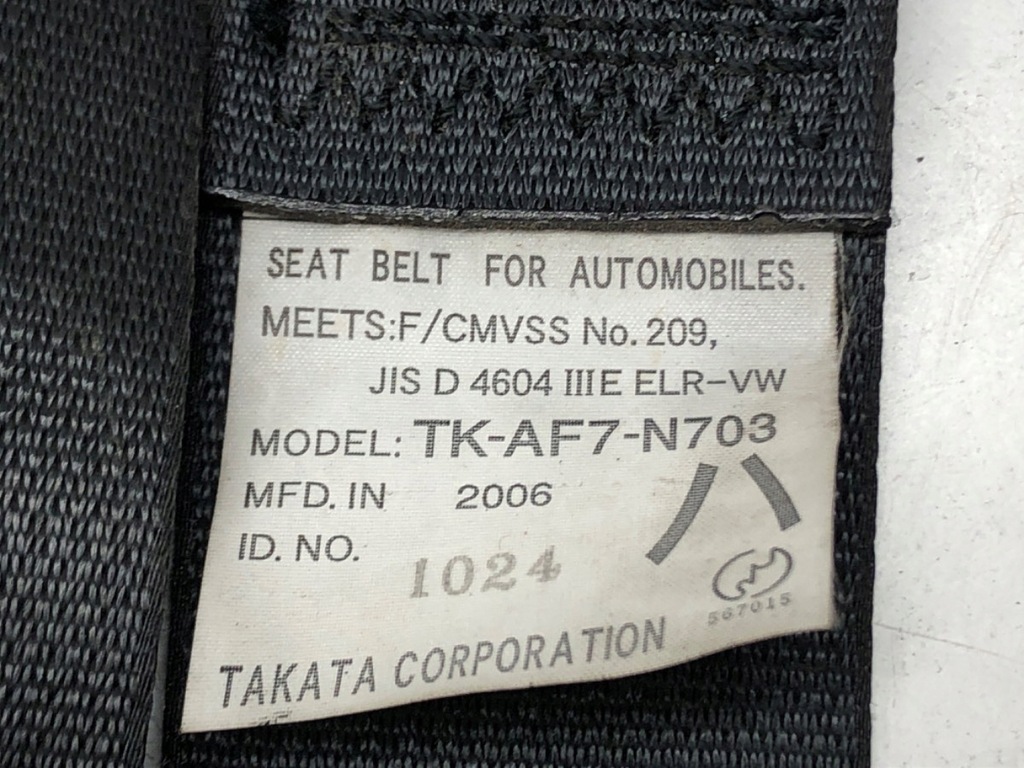 SEAT BELT FOR AUTOMOBILES.
MEETS:F/CMVSS No.209,
JIS D 4604 IIIE ELR-VW
MODEL: TK-AF7-N703
ハ
MFD. IN 2006
ID. NO. 1024
567015
TAKATA CORPORATION